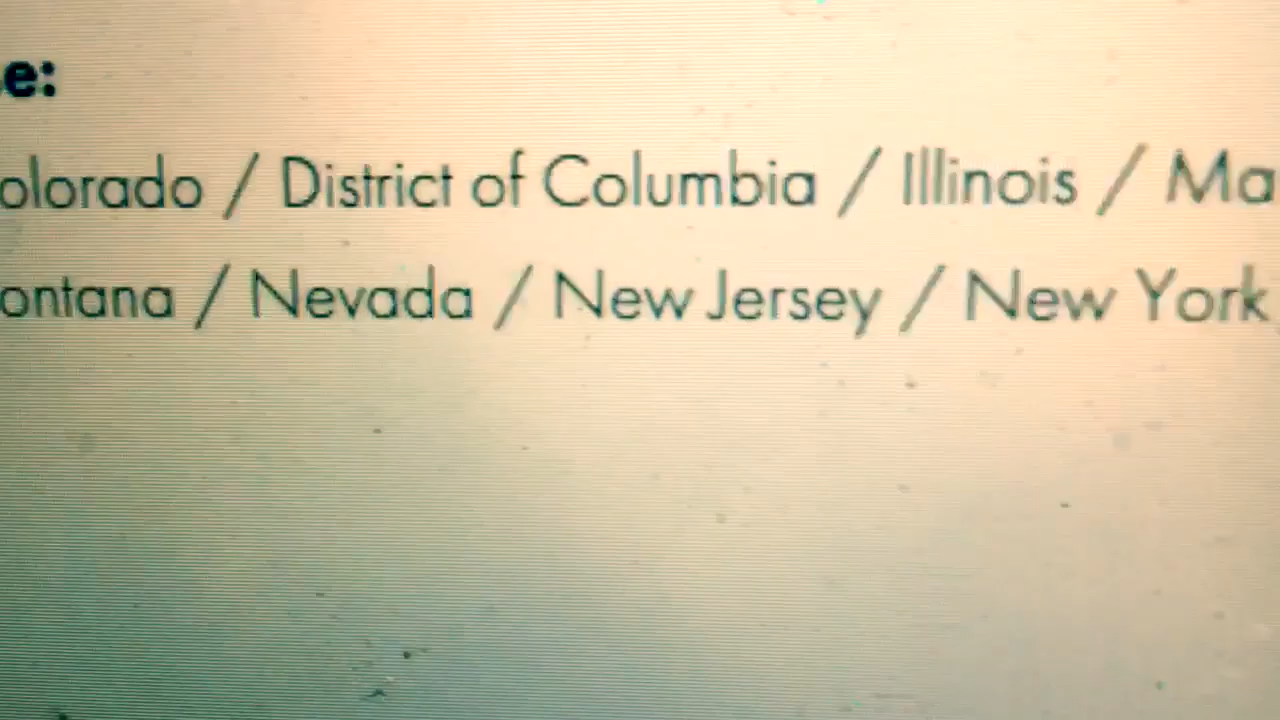 e:
olorado / District of Columbia / Illinois / Ma
ontana / Nevada / New Jersey / New York